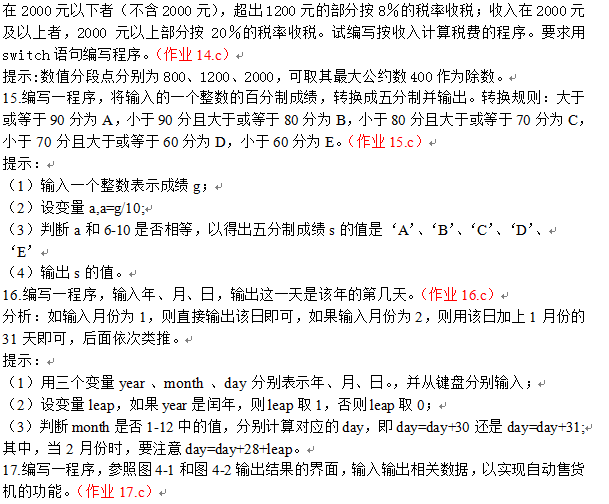 在 2000 元以下者（不含 2000 元），超出 1200 元的部分按 8％的税率收税；收入在 2000 元
及以上者，2000 元以上部分按 20％的税率收税。试编写按收入计算税费的程序。要求用
switch 语句编写程序。（作业 14.c）
提示:数值分段点分别为 800、1200、2000，可取其最大公约数 400 作为除数。
15.编写一程序，将输入的一个整数的百分制成绩，转换成五分制并输出。转换规则：大于
或等于 90 分为 A，小于 90 分且大于或等于 80 分为 B，小于 80 分且大于或等于 70 分为 C，
小于 70 分且大于或等于 60 分为 D，小于 60 分为 E。（作业 15.c）
提示：
（1）输入一个整数表示成绩 g；
（2）设变量 a,a=g/10;
（3）判断 a 和 6-10 是否相等，以得出五分制成绩 s 的值是‘A’、‘B’、‘C’、‘D’、
‘E’
（4）输出 s 的值。
16.编写一程序，输入年、月、日，输出这一天是该年的第几天。（作业 16.c）
分析：如输入月份为 1，则直接输出该日即可，如果输入月份为 2，则用该日加上 1 月份的
31 天即可，后面依次类推。
提示：
（1）用三个变量 year 、month 、day 分别表示年、月、日。，并从键盘分别输入；
（2）设变量 leap，如果 year 是闰年，则 leap 取 1，否则 leap 取 0；
（3）判断 month 是否 1-12 中的值，分别计算对应的 day，即 day=day+30 还是 day=day+31;
其中，当 2 月份时，要注意 day=day+28+leap。
17.编写一程序，参照图 4-1 和图 4-2 输出结果的界面，输入输出相关数据，以实现自动售货
机的功能。（作业 17.c）